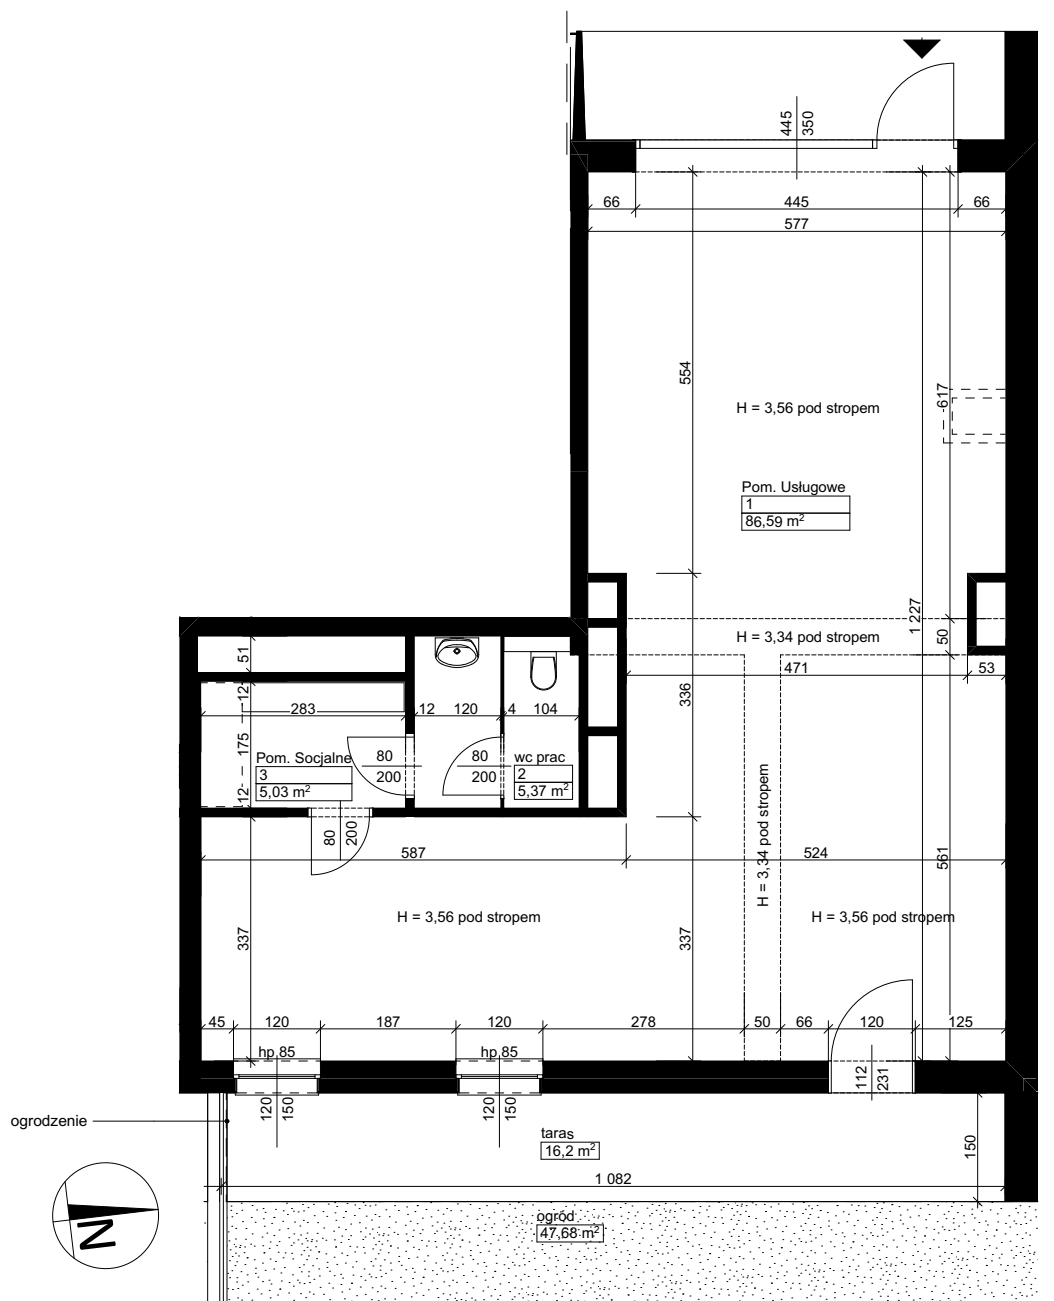 445
350
66
445
66
577
554
617
H = 3,56 pod stropem
Pom. Usługowe
1
86,59 m²
1 227
50
H = 3,34 pod stropem
471
53
336
51
12
283
12
120
4
104
175
Pom. Socjalne
3
5,03 m²
12
80
200
80
200
wc prac
2
5,37 m²
80
200
587
524
H = 3,34 pod stropem
561
H = 3,56 pod stropem
H = 3,56 pod stropem
337
337
45
120
187
120
278
50
66
120
125
hp 85
hp 85
112
231
120
150
120
150
ogrodzenie
taras
16,2 m²
150
1 082
ogród
47,68 m²
N